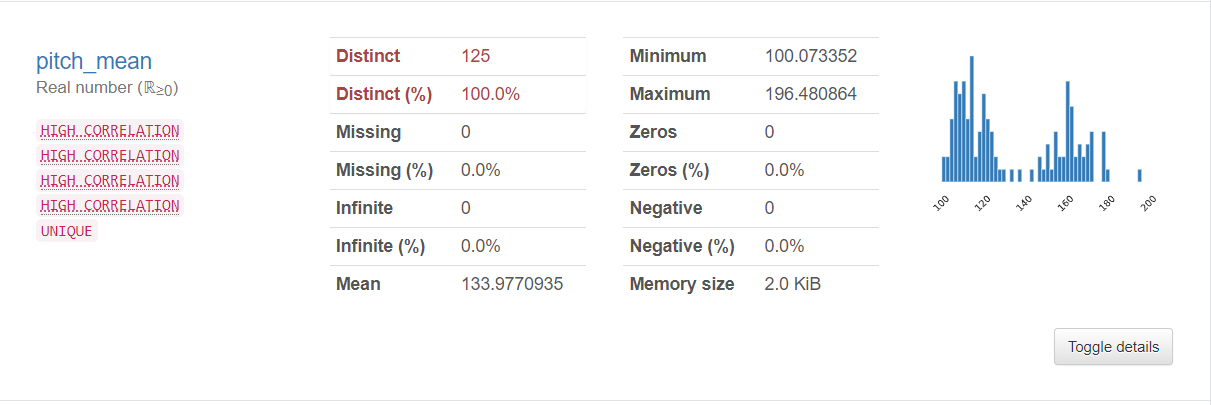 pitch_mean
Real number (ℝ≥0)
HIGH CORRELATION
HIGH CORRELATION
HIGH CORRELATION
HIGH CORRELATION
UNIQUE
Distinct 125
Distinct (%) 100.0%
Missing 0
Missing (%) 0.0%
Infinite 0
Infinite (%) 0.0%
Mean 133.9770935
Minimum 100.073352
Maximum 196.480864
Zeros 0
Zeros (%) 0.0%
Negative 0
Negative (%) 0.0%
Memory size 2.0 KiB
100 120 140 160 180 200
Toggle details